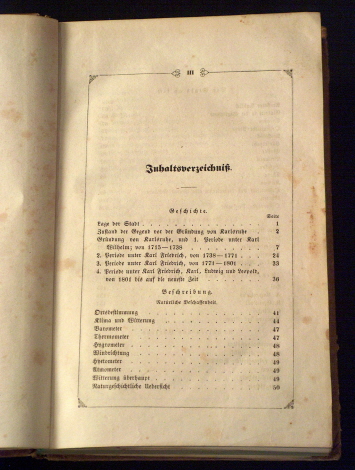 III
Inhaltsverzeichniß.
Geschichte.
Seite
Lage der Stadt . . . . . . . . . . 1
Zustand der Gegend vor der Gründung von Karlsruhe . . 2
Gründung von Karlsruhe, und 1. Periode unter Karl
Wilhelm; von 1715—1738 . . . . . . . 7
2. Periode unter Karl Friedrich, von 1738—1771 . . . 24
3. Periode unter Karl Friedrich, von 1771—1801 . . . 33
4. Periode unter Karl Friedrich, Karl, Ludwig und Leopold,
von 1801 bis auf die neueste Zeit . . . . . 36
Beschreibung.
Natürliche Beschaffenheit.
Ortsbestimmung . . . . . . . . . . 41
Klima und Witterung . . . . . . . . . 44
Barometer . . . . . . . . . . . 47
Thermometer . . . . . . . . . . . 47
Hygrometer . . . . . . . . . . . 48
Windrichtung . . . . . . . . . . . 48
Hyetometer . . . . . . . . . . . 49
Atmometer . . . . . . . . . . . 49
Witterung überhaupt . . . . . . . . . 49
Naturgeschichtliche Uebersicht . . . . . . . 50